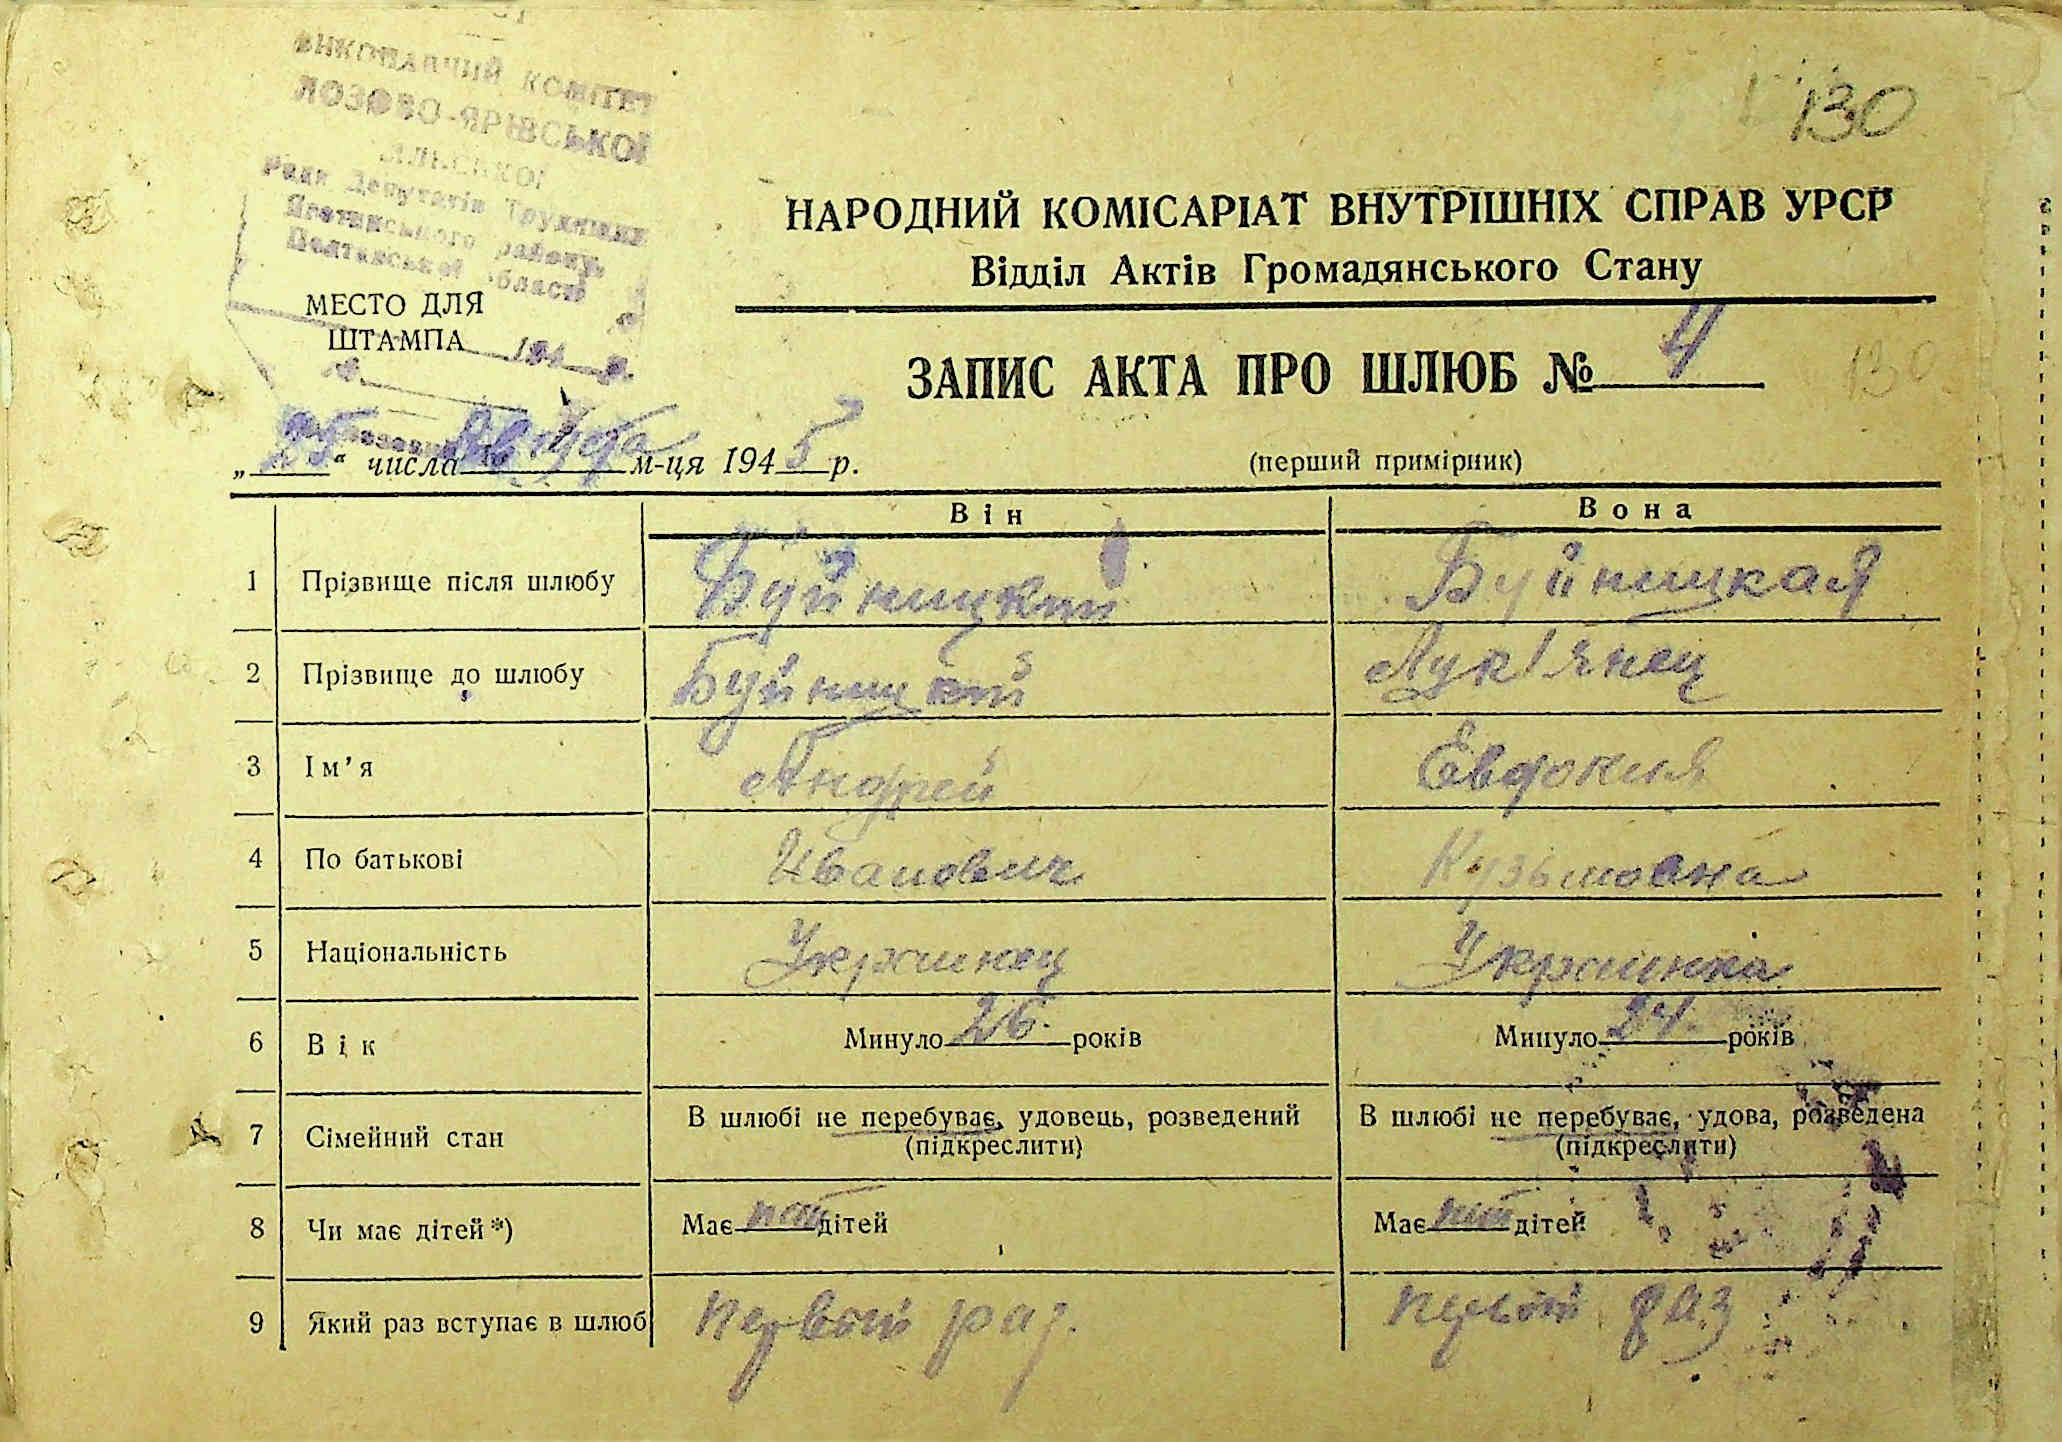 ВИКОНАВЧИЙ КОМІТЕТ
ЛОЗОВО-ЯРІВСЬКОЇ
СІЛЬСЬКОЇ
Ради Депутатів Трудящих
Яготинського району
Полтавської області
МЕСТО ДЛЯ
ШТАМПА 194 р.
130
НАРОДНИЙ КОМІСАРІАТ ВНУТРІШНІХ СПРАВ УРСР
Відділ Актів Громадянського Стану
ЗАПИС АКТА ПРО ШЛЮБ № 4
130
„25“ числа Августа м-ця 1945 р.
(перший примірник)
Він Вона
1 Прізвище після шлюбу Буйницкий Буйницкая
2 Прізвище до шлюбу Буйницкий Лук'янец
3 Ім’я Андрей Евдокия
4 По батькові Иванович Кузьмовна
5 Національність Украинец Украинка
6 Вік Минуло 26. років Минуло 24. років
7 Сімейний стан В шлюбі не перебуває, удовець, розведений В шлюбі не перебуває, удова, розведена
(підкреслити) (підкреслити)
8 Чи має дітей *) Має дітей Має дітей
9 Який раз вступає в шлюб первый раз. первый раз